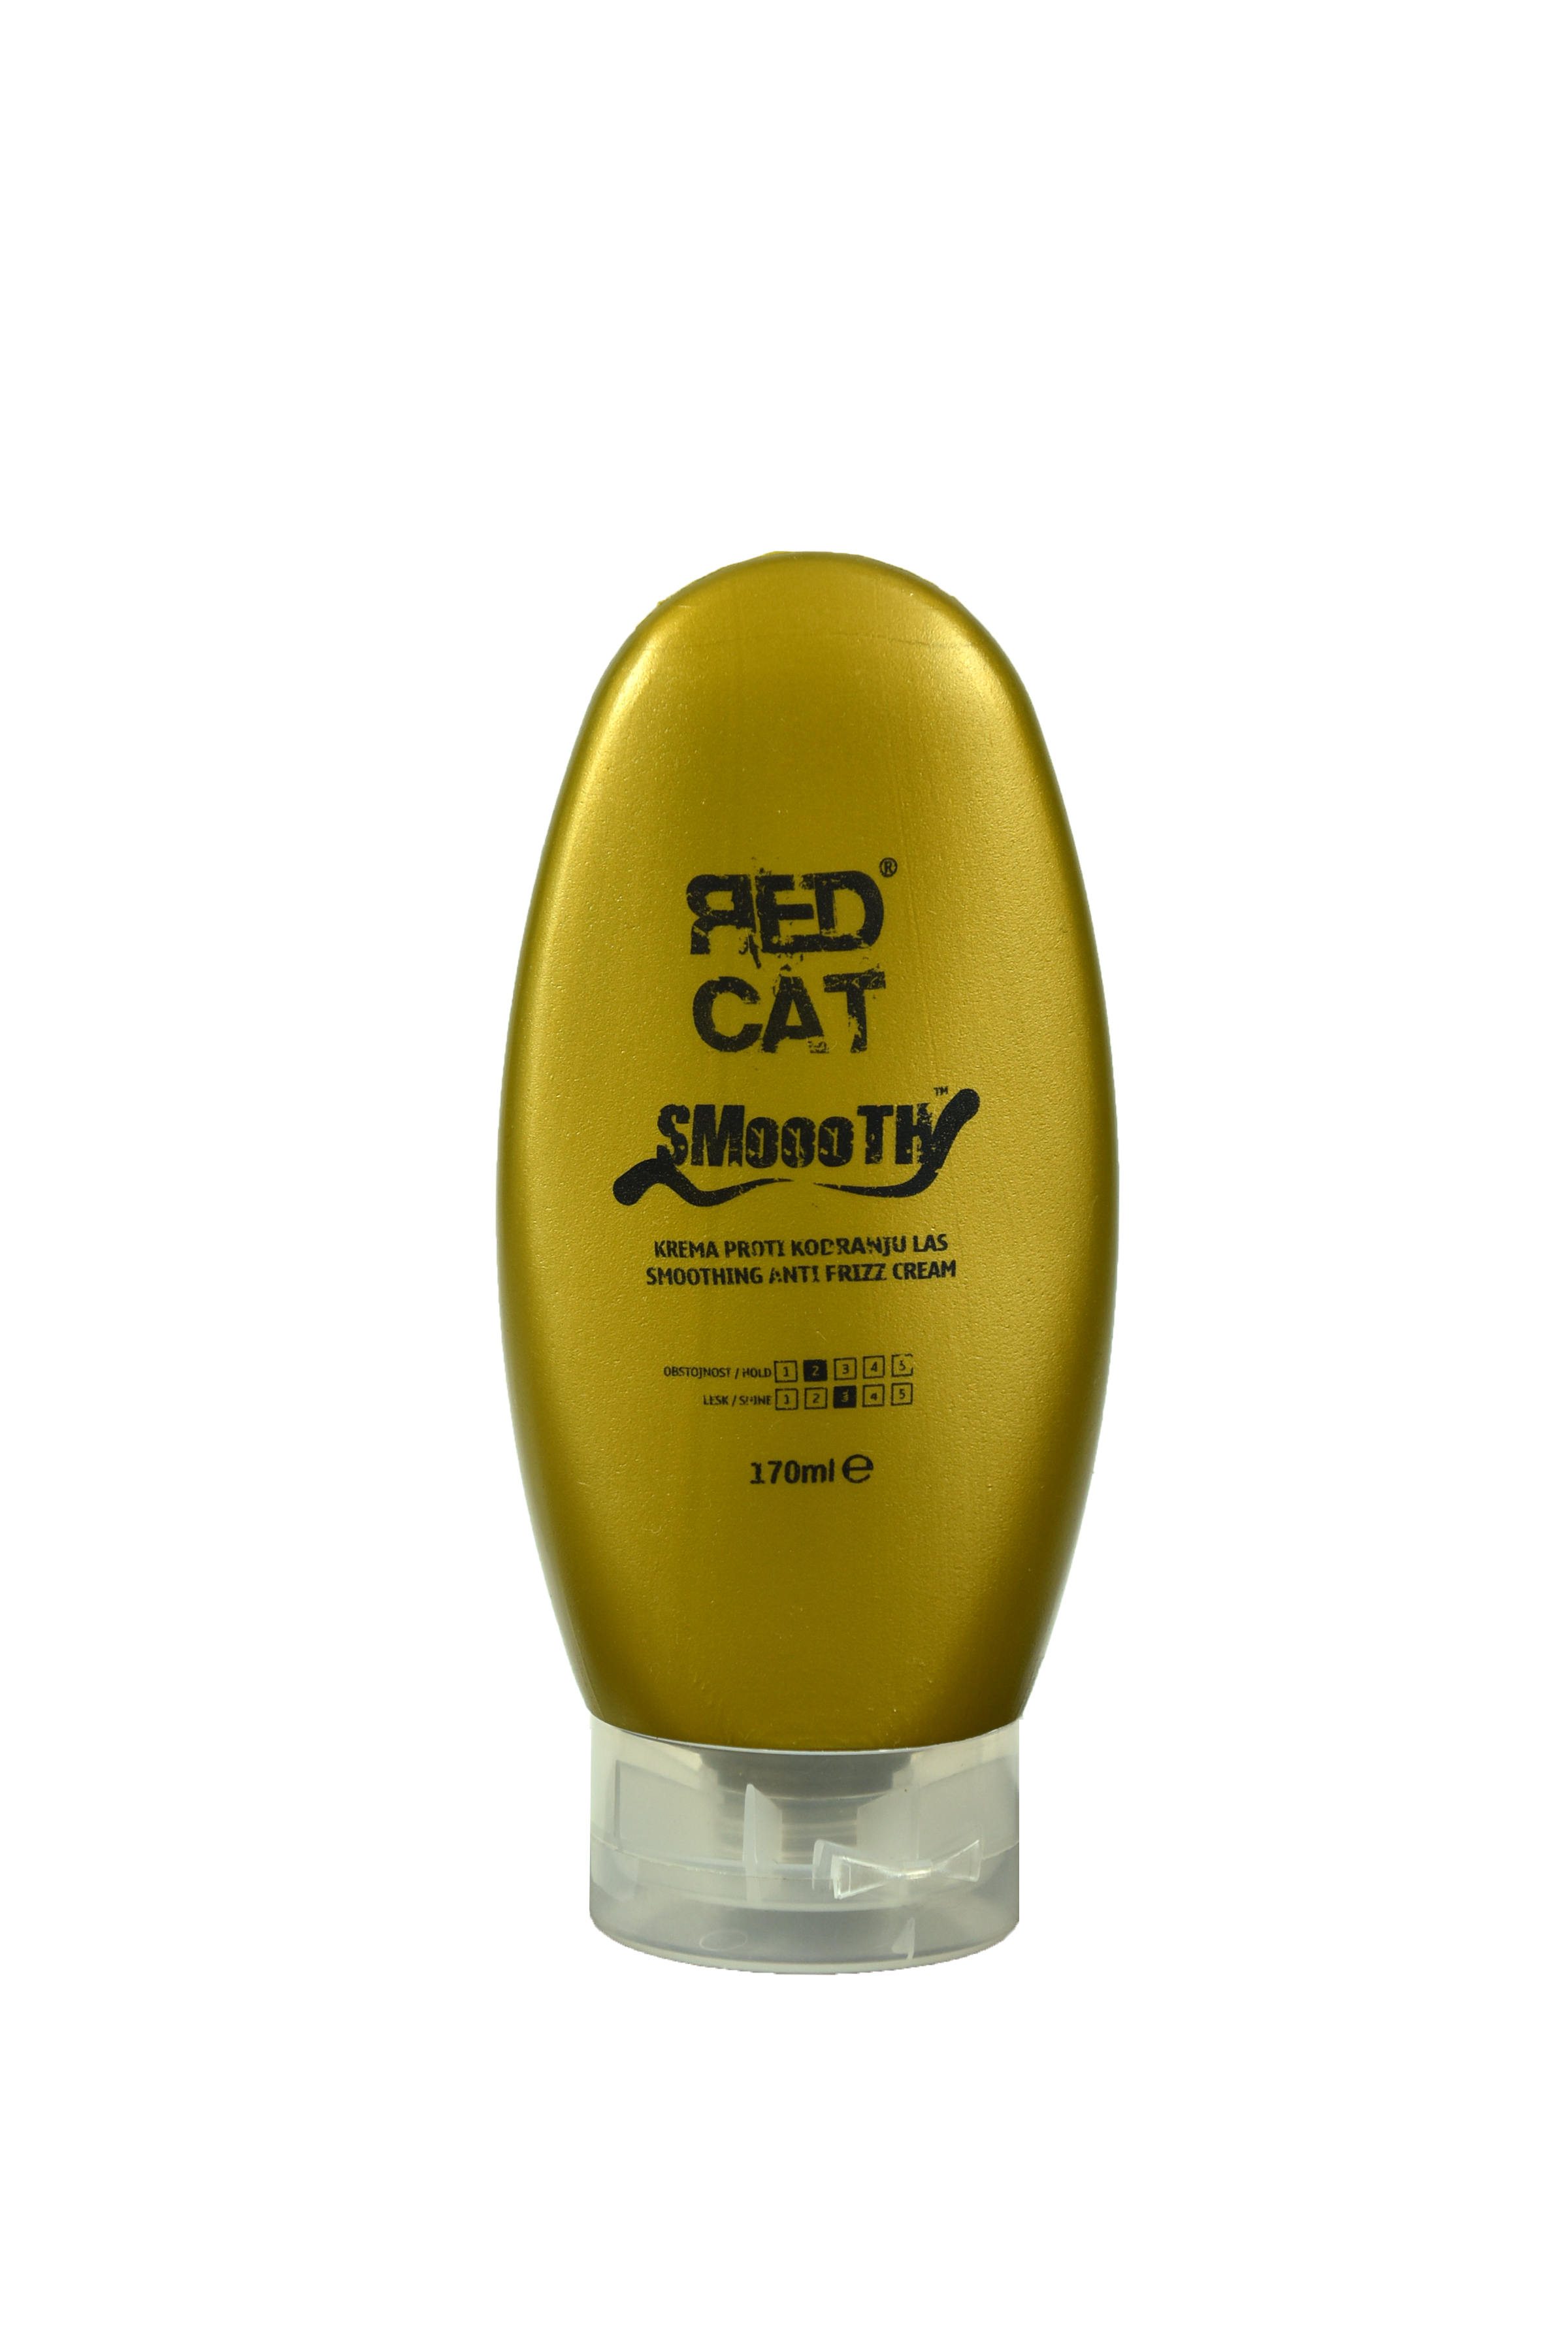 RED®
CAT
SMoooTH™
KREMA PROTI KODRANJU LAS
SMOOTHING ANTI FRIZZ CREAM
OBSTOJNOST / HOLD 1 2 3 4 5
LESK / SHINE 1 2 3 4 5
170ml ℮